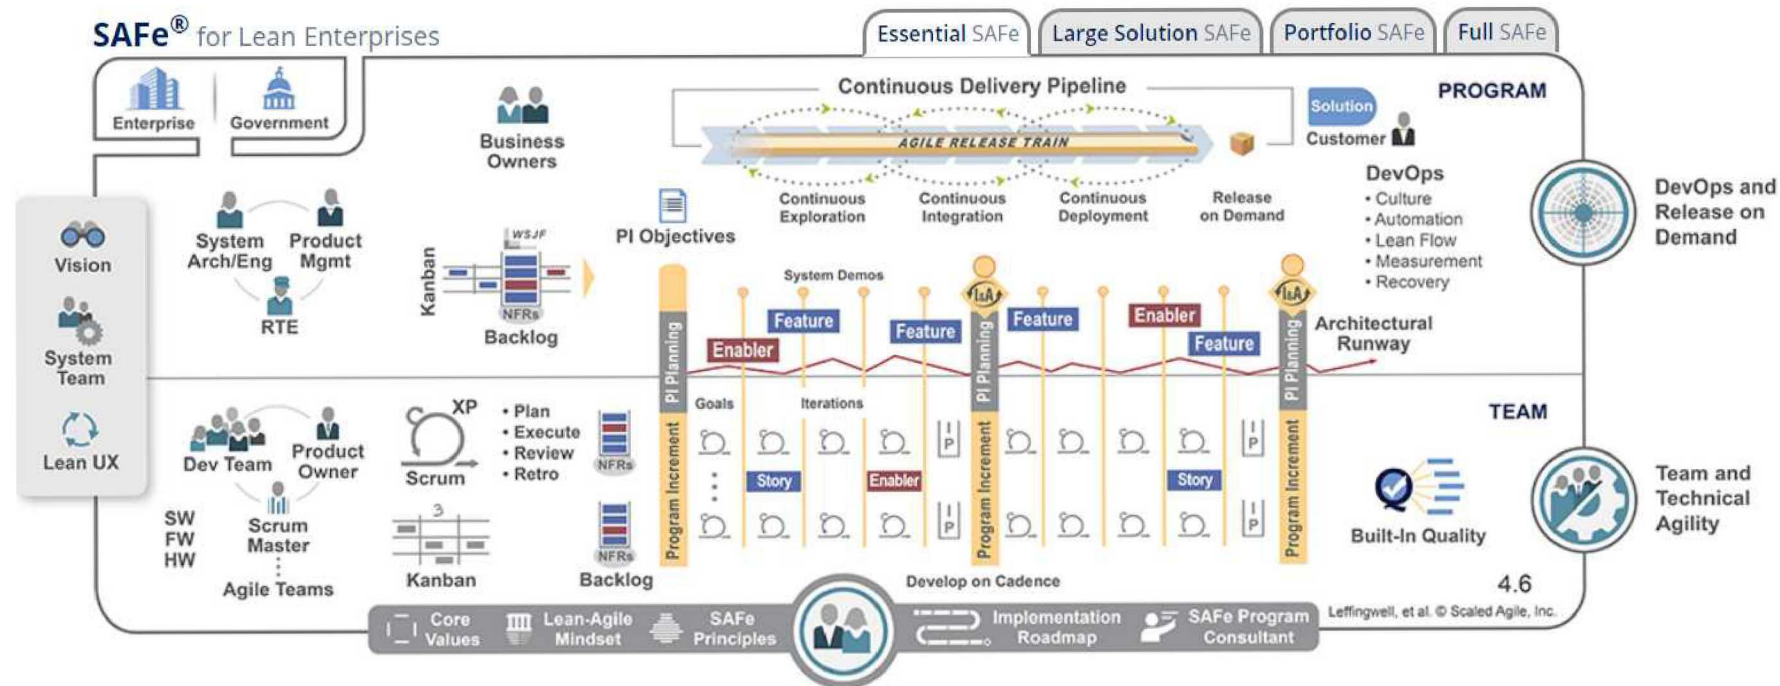 SAFe® for Lean Enterprises
Essential SAFe
Large Solution SAFe
Portfolio SAFe
Full SAFe
Enterprise
Government
Business
Owners
Continuous Delivery Pipeline
AGILE RELEASE TRAIN
Continuous
Exploration
Continuous
Integration
Continuous
Deployment
Release
on Demand
Solution
Customer
PROGRAM
DevOps
• Culture
• Automation
• Lean Flow
• Measurement
• Recovery
DevOps and
Release on
Demand
Vision
System
Team
Lean UX
System
Arch/Eng
Product
Mgmt
RTE
Kanban
WSJF
NFRs
Backlog
PI Objectives
System Demos
I&A
I&A
Feature
Feature
Enabler
Feature
Enabler
Feature
Architectural
Runway
PI Planning
PI Planning
PI Planning
Goals
Iterations
TEAM
Dev Team
Product
Owner
Scrum
Master
SW
FW
HW
Agile Teams
XP
Scrum
• Plan
• Execute
• Review
• Retro
3
Kanban
NFRs
NFRs
Backlog
Program Increment
Program Increment
Program Increment
Story
Enabler
Story
I
P
I
P
I
P
I
P
Develop on Cadence
Built-In Quality
Team and
Technical
Agility
4.6
Leffingwell, et al. © Scaled Agile, Inc.
Core
Values
Lean-Agile
Mindset
SAFe
Principles
Implementation
Roadmap
SAFe Program
Consultant